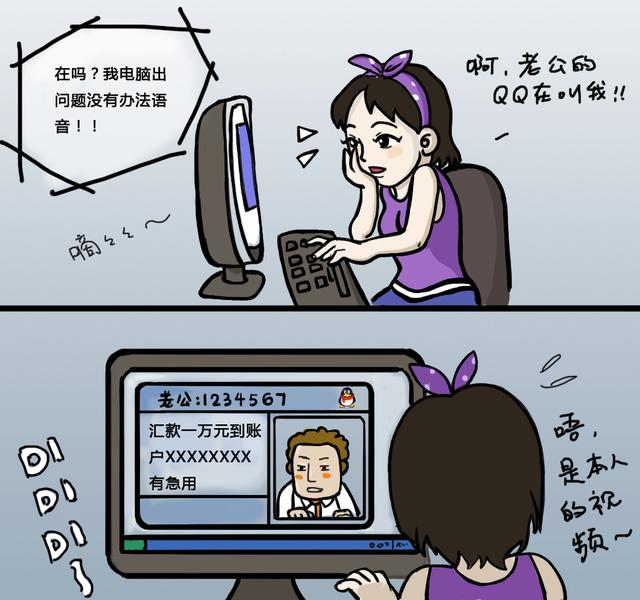 在吗？我电脑出
问题没有办法语
音！！
啊，老公的
QQ在叫我!!
嘀ㄑㄑ～
老公:1234567
汇款一万元到账
户XXXXXXXX
有急用
DI
DI
DI
唔，
是本人
的视
频～